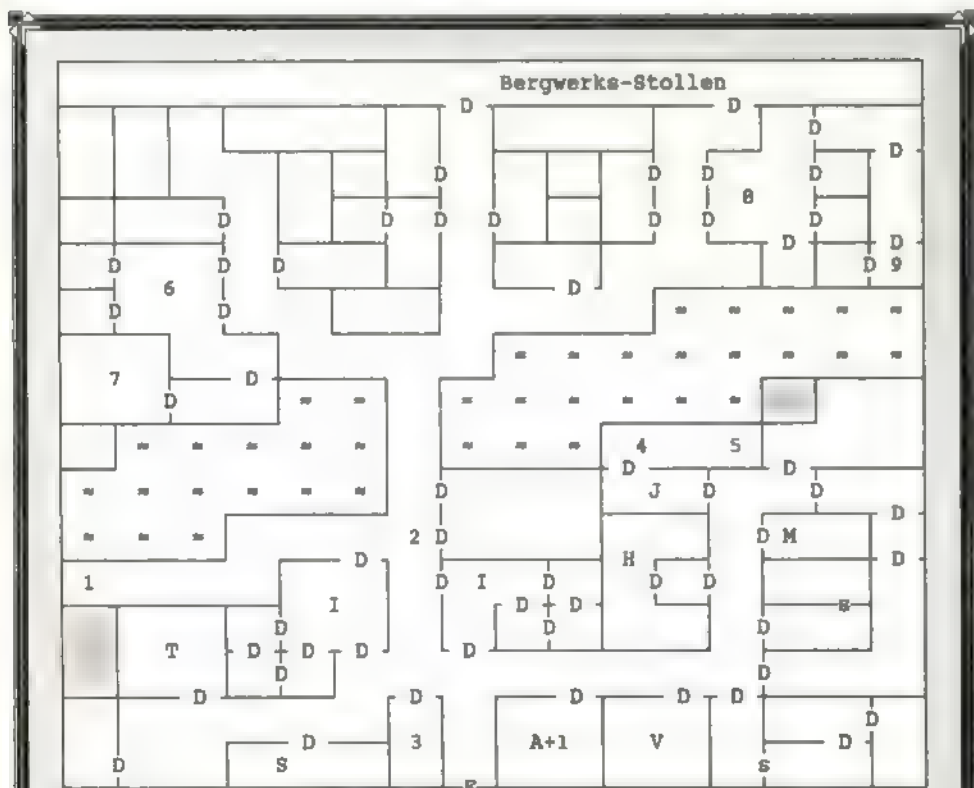 Bergwerks-Stollen
D D
D
D
D D D D
8
D D D D D D D
D D
D D D D 9
6
D D
D
≈ ≈ ≈ ≈ ≈
≈ ≈ ≈ ≈ ≈ ≈ ≈ ≈
7 D
D ≈ ≈ ≈ ≈ ≈ ≈ ≈ ≈
≈ ≈ ≈ ≈ ≈ ≈ ≈ ≈ 4 5
D D
≈ ≈ ≈ ≈ ≈ ≈ D J D D
D
≈ ≈ ≈ ≈ ≈ ≈ 2 D D M
D H D
1 D I D D D
I D D
D D D
T D D D D
D D
D D D D D
D
D 3 A+1 V D
D S s